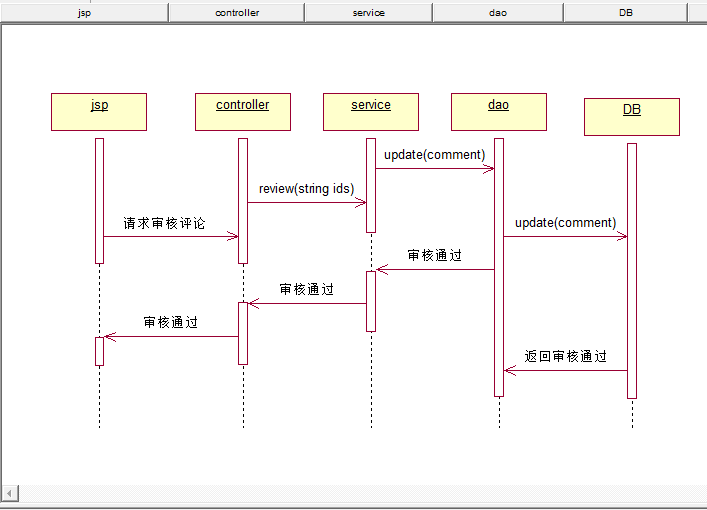 jsp controller service dao DB
jsp controller service dao DB
update(comment)
review(string ids)
请求审核评论 update(comment)
审核通过
审核通过
审核通过
返回审核通过